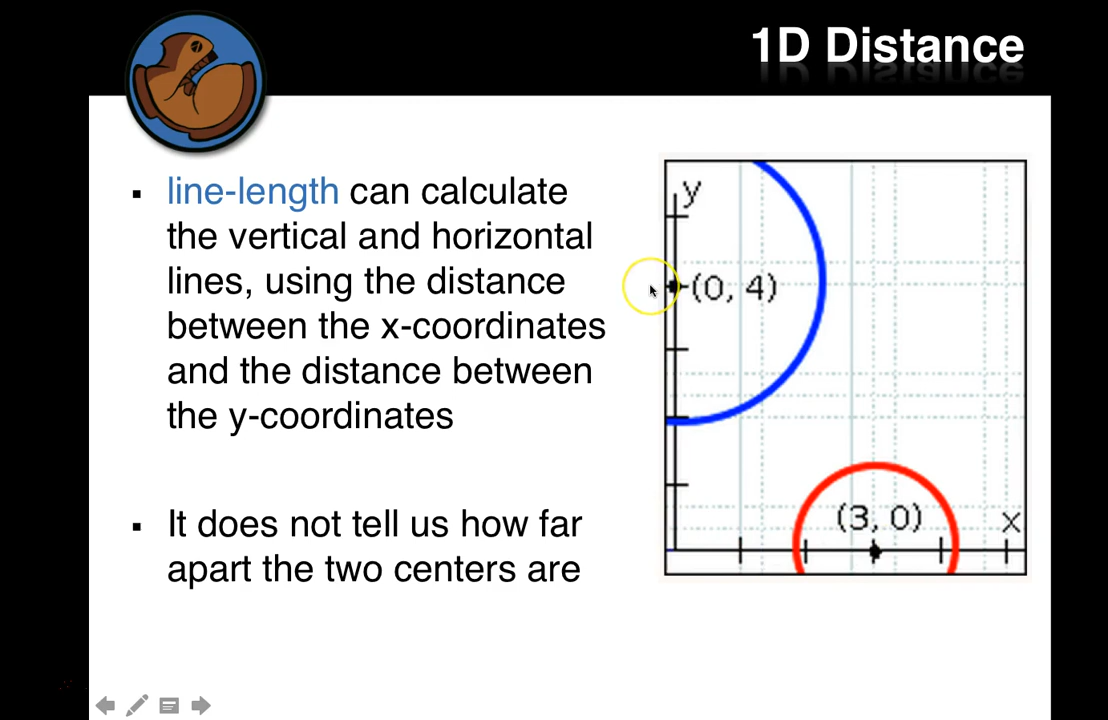 1D Distance
▪ line-length can calculate
the vertical and horizontal
lines, using the distance
between the x-coordinates
and the distance between
the y-coordinates
▪ It does not tell us how far
apart the two centers are
y
(0, 4)
(3, 0)
x